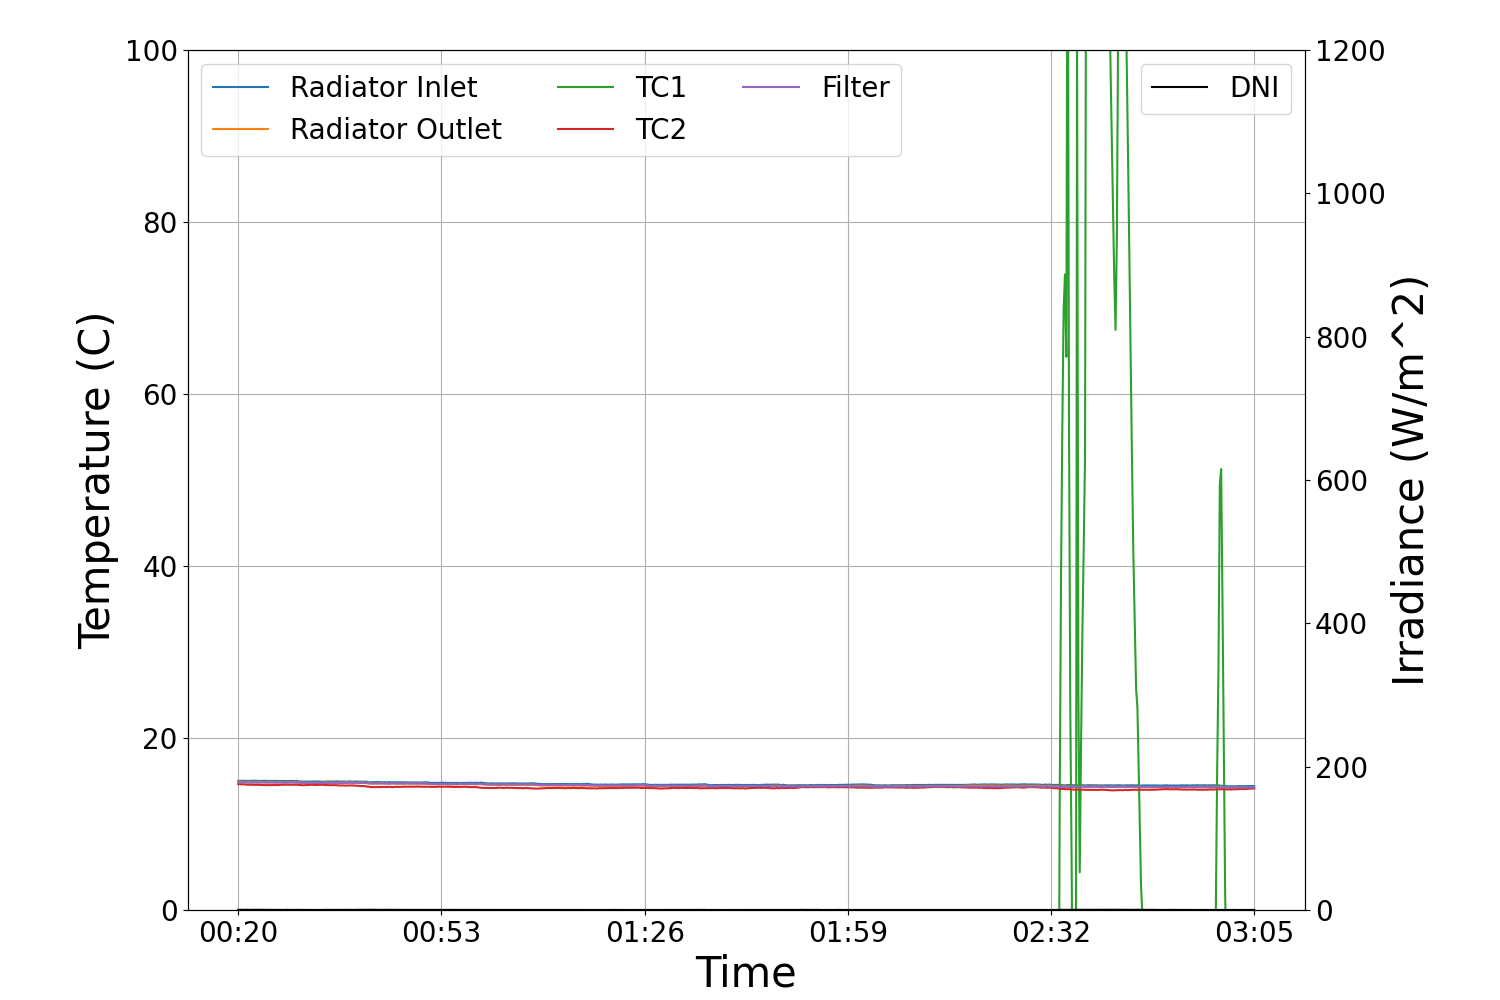 100
80
60
40
20
0
Temperature (C)
Radiator Inlet
Radiator Outlet
TC1
TC2
Filter
DNI
1200
1000
800
600
400
200
0
Irradiance (W/m^2)
00:20 00:53 01:26 01:59 02:32 03:05
Time